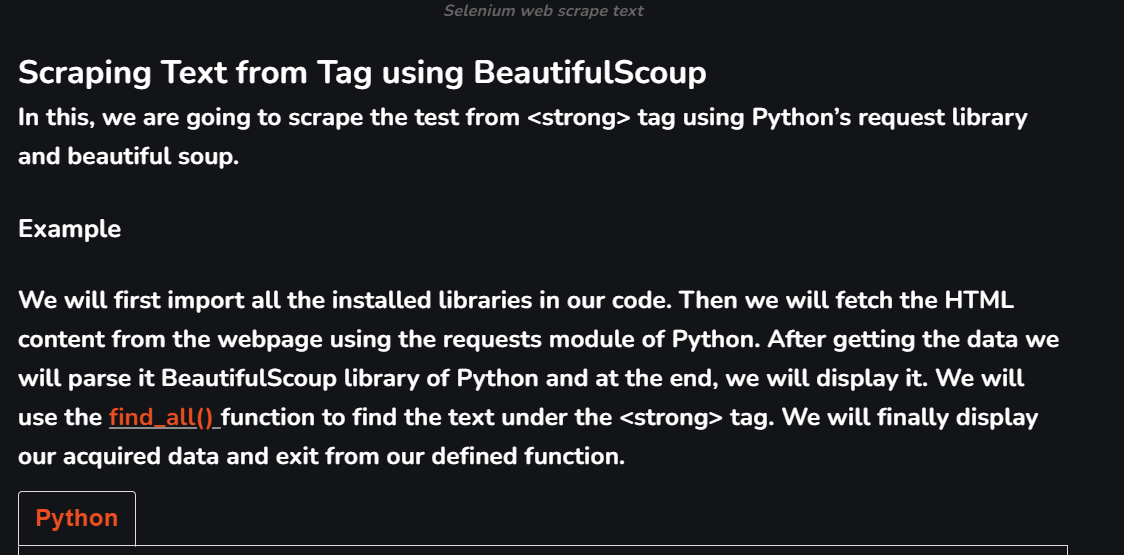 Selenium web scrape text
Scraping Text from Tag using BeautifulScoup
In this, we are going to scrape the test from <strong> tag using Python’s request library
and beautiful soup.
Example
We will first import all the installed libraries in our code. Then we will fetch the HTML
content from the webpage using the requests module of Python. After getting the data we
will parse it BeautifulScoup library of Python and at the end, we will display it. We will
use the find_all() function to find the text under the <strong> tag. We will finally display
our acquired data and exit from our defined function.
Python